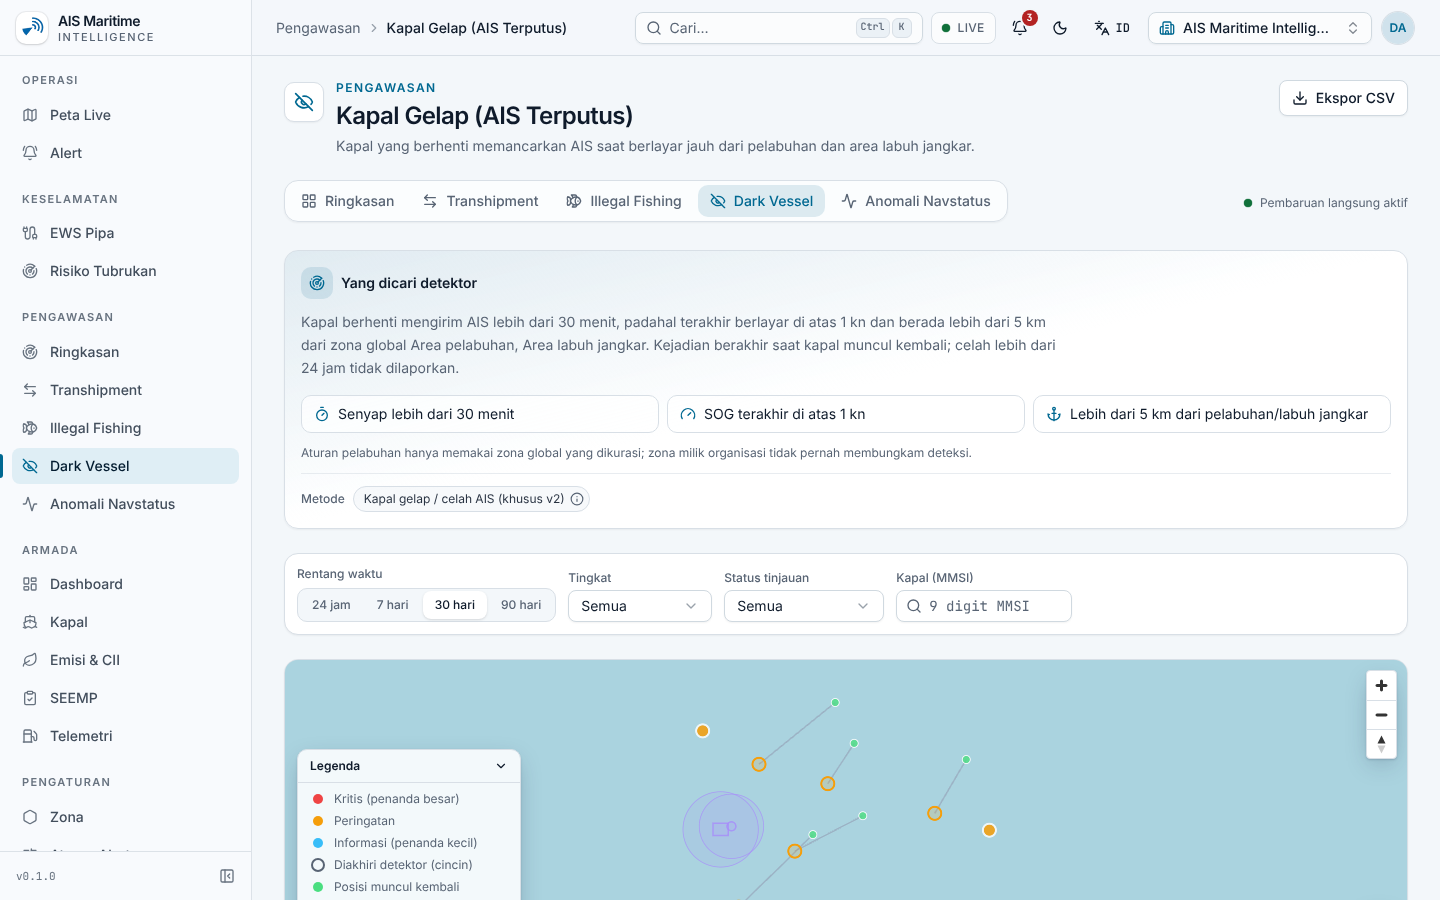 AIS Maritime
INTELLIGENCE
Pengawasan > Kapal Gelap (AIS Terputus)
Cari...
Ctrl K
LIVE
3
ID
AIS Maritime Intellig...
DA
OPERASI
Peta Live
Alert
KESELAMATAN
EWS Pipa
Risiko Tubrukan
PENGAWASAN
Ringkasan
Transhipment
Illegal Fishing
Dark Vessel
Anomali Navstatus
ARMADA
Dashboard
Kapal
Emisi & CII
SEEMP
Telemetri
PENGATURAN
Zona
v0.1.0
PENGAWASAN
Kapal Gelap (AIS Terputus)
Kapal yang berhenti memancarkan AIS saat berlayar jauh dari pelabuhan dan area labuh jangkar.
Ekspor CSV
Ringkasan
Transhipment
Illegal Fishing
Dark Vessel
Anomali Navstatus
Pembaruan langsung aktif
Yang dicari detektor
Kapal berhenti mengirim AIS lebih dari 30 menit, padahal terakhir berlayar di atas 1 kn dan berada lebih dari 5 km
dari zona global Area pelabuhan, Area labuh jangkar. Kejadian berakhir saat kapal muncul kembali; celah lebih dari
24 jam tidak dilaporkan.
Senyap lebih dari 30 menit
SOG terakhir di atas 1 kn
Lebih dari 5 km dari pelabuhan/labuh jangkar
Aturan pelabuhan hanya memakai zona global yang dikurasi; zona milik organisasi tidak pernah membungkam deteksi.
Metode
Kapal gelap / celah AIS (khusus v2)
Rentang waktu
24 jam
7 hari
30 hari
90 hari
Tingkat
Semua
Status tinjauan
Semua
Kapal (MMSI)
9 digit MMSI
Legenda
Kritis (penanda besar)
Peringatan
Informasi (penanda kecil)
Diakhiri detektor (cincin)
Posisi muncul kembali